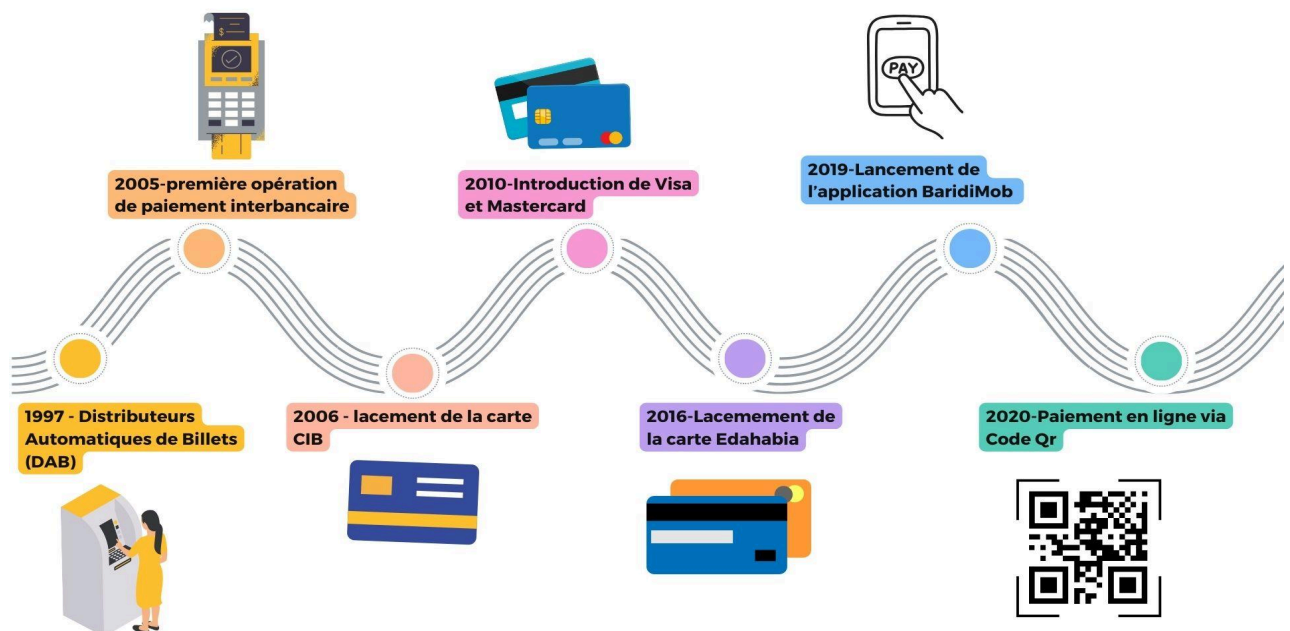 $
2005-première opération
de paiement interbancaire
2010-Introduction de Visa
et Mastercard
PAY
2019-Lancement de
l'application BaridiMob
1997 - Distributeurs
Automatiques de Billets
(DAB)
2006 - lacement de la carte
CIB
2016-Lacemement de
la carte Edahabia
2020-Paiement en ligne via
Code Qr